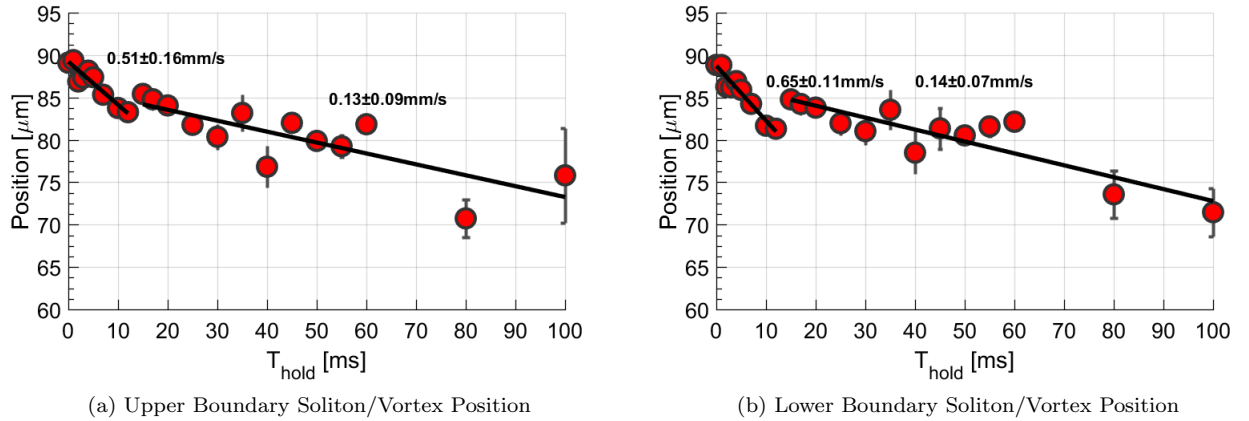 95
90
85
80
75
70
65
60
Position [μm]
0.51±0.16mm/s
0.13±0.09mm/s
0 10 20 30 40 50 60 70 80 90 100
T_hold [ms]
(a) Upper Boundary Soliton/Vortex Position
95
90
85
80
75
70
65
60
Position [μm]
0.65±0.11mm/s
0.14±0.07mm/s
0 10 20 30 40 50 60 70 80 90 100
T_hold [ms]
(b) Lower Boundary Soliton/Vortex Position